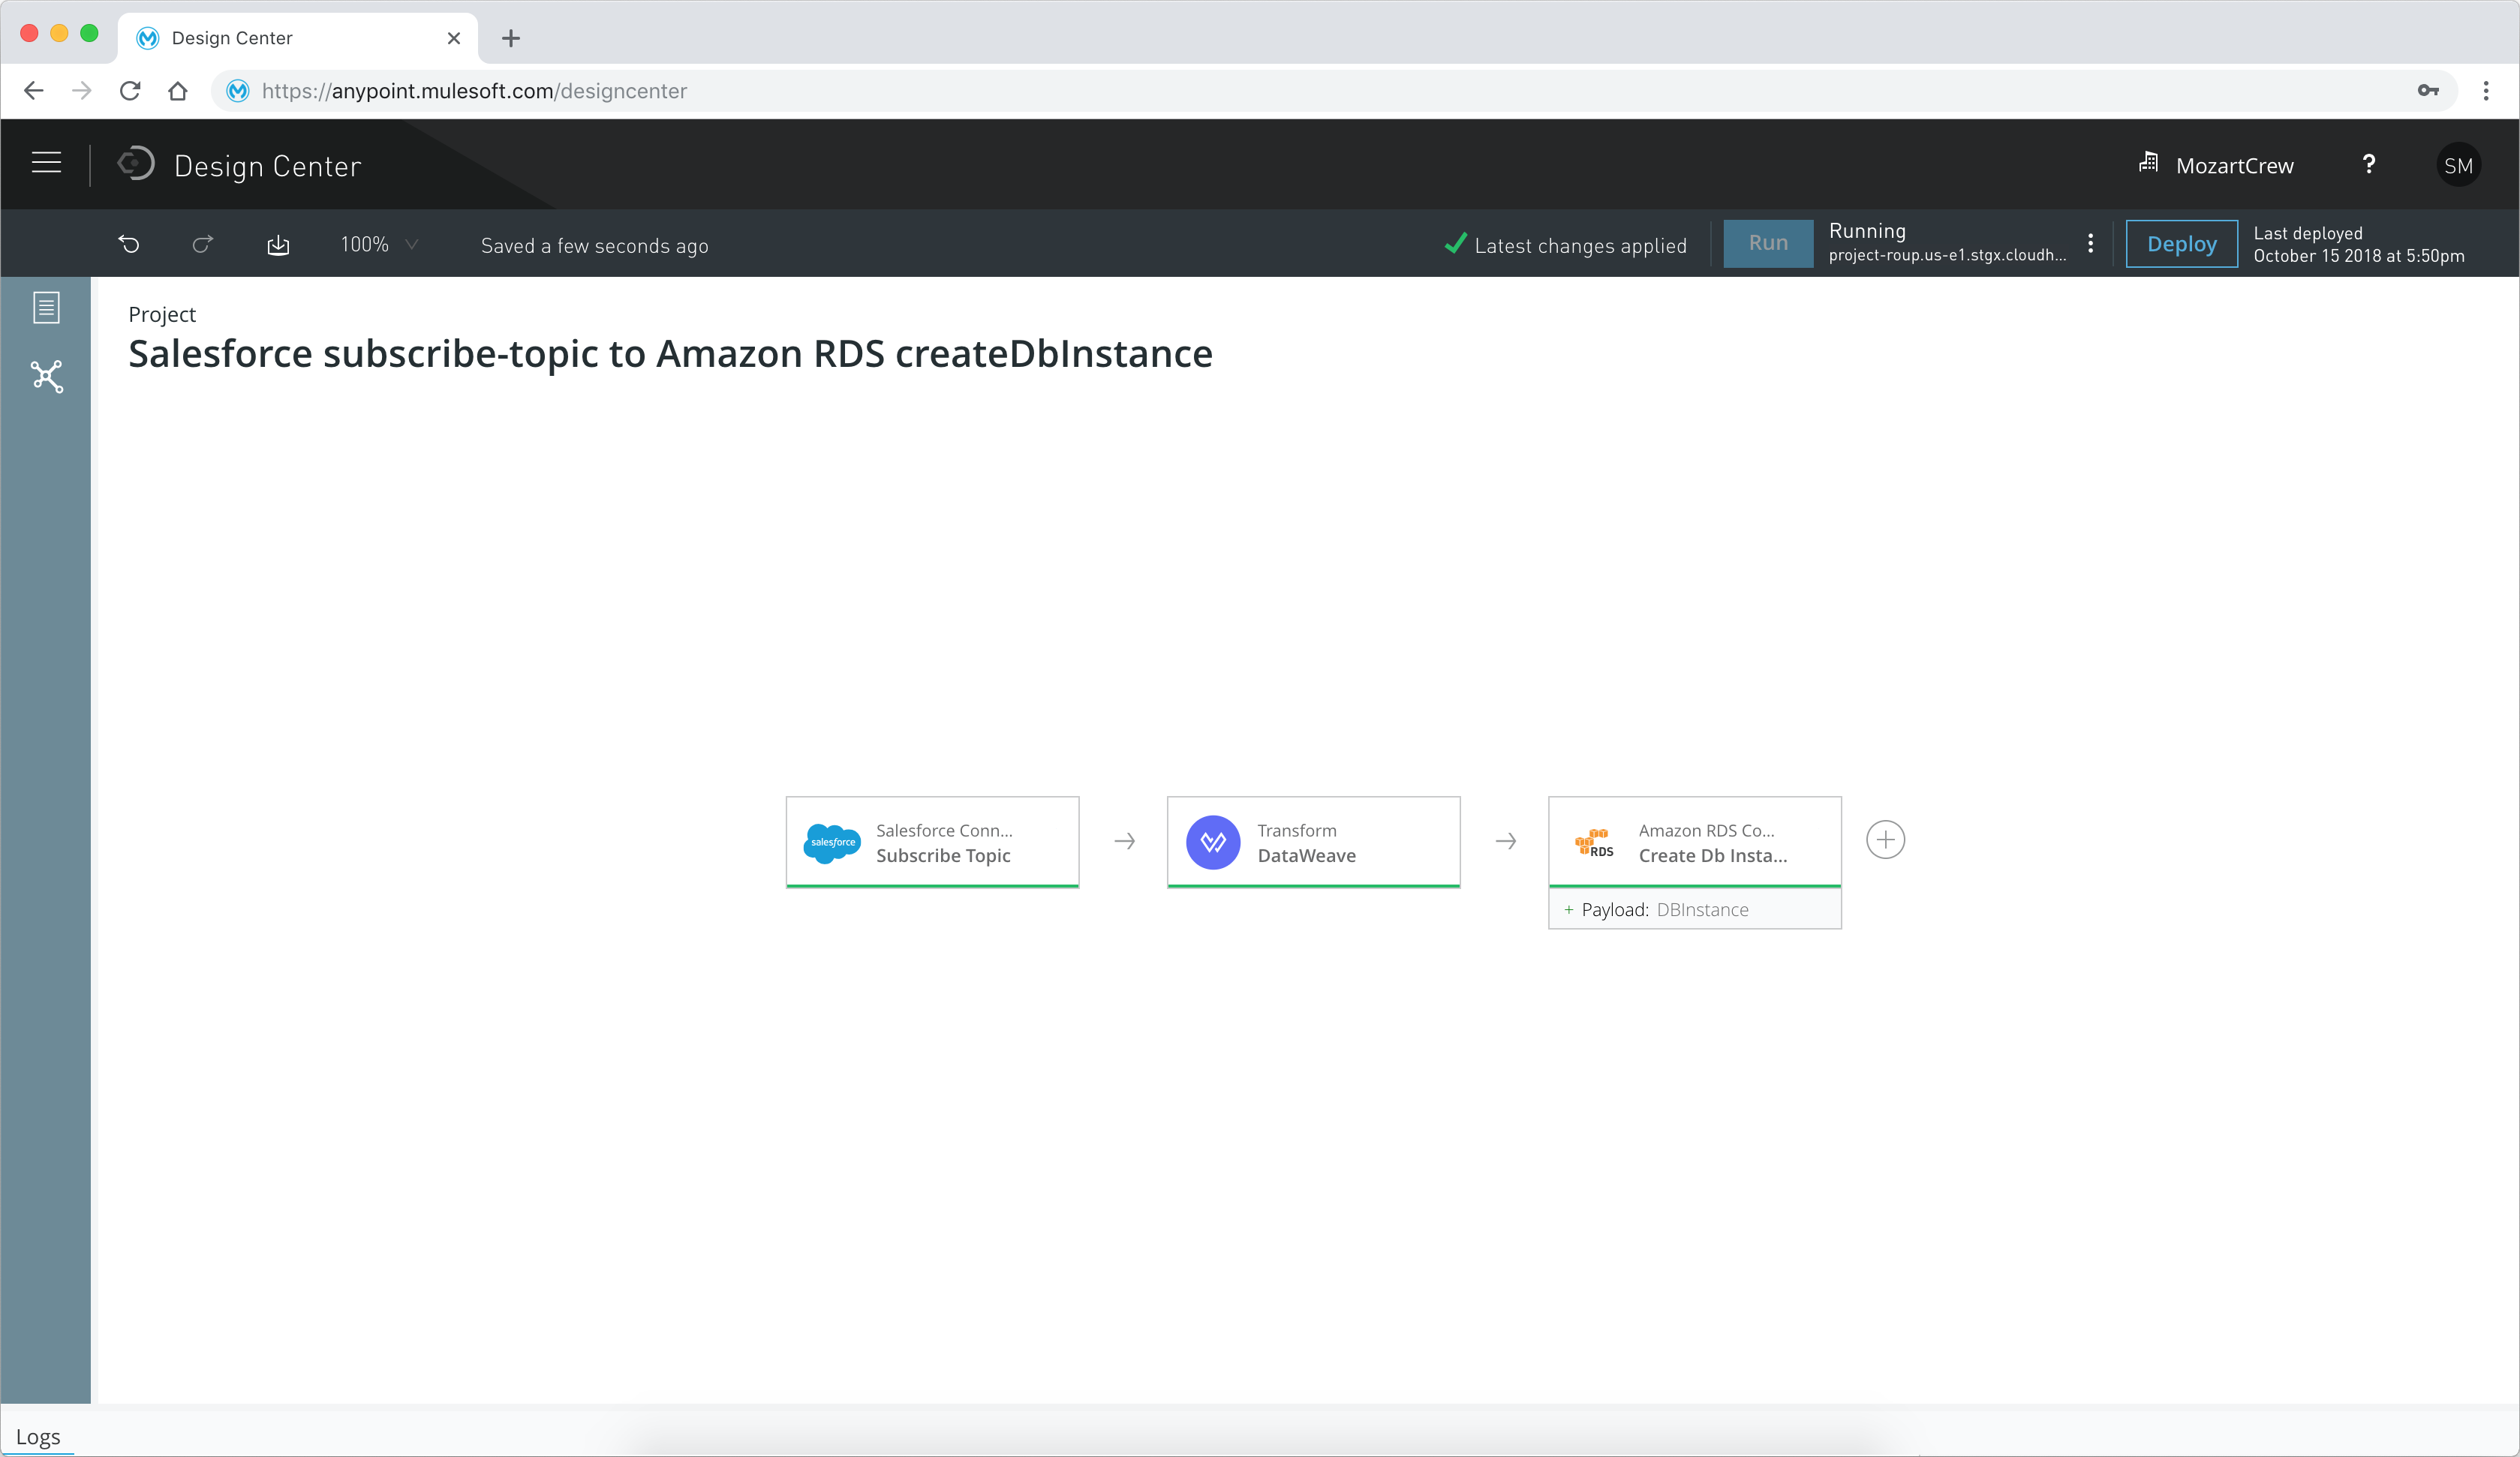 Design Center
https://anypoint.mulesoft.com/designcenter
Design Center
MozartCrew
?
SM
100%
Saved a few seconds ago
Latest changes applied
Run
Running
project-roup.us-e1.stgx.cloudh...
Deploy
Last deployed
October 15 2018 at 5:50pm
Project
Salesforce subscribe-topic to Amazon RDS createDbInstance
salesforce
Salesforce Conn...
Subscribe Topic
Transform
DataWeave
RDS
Amazon RDS Co...
Create Db Insta...
+ Payload: DBInstance
Logs